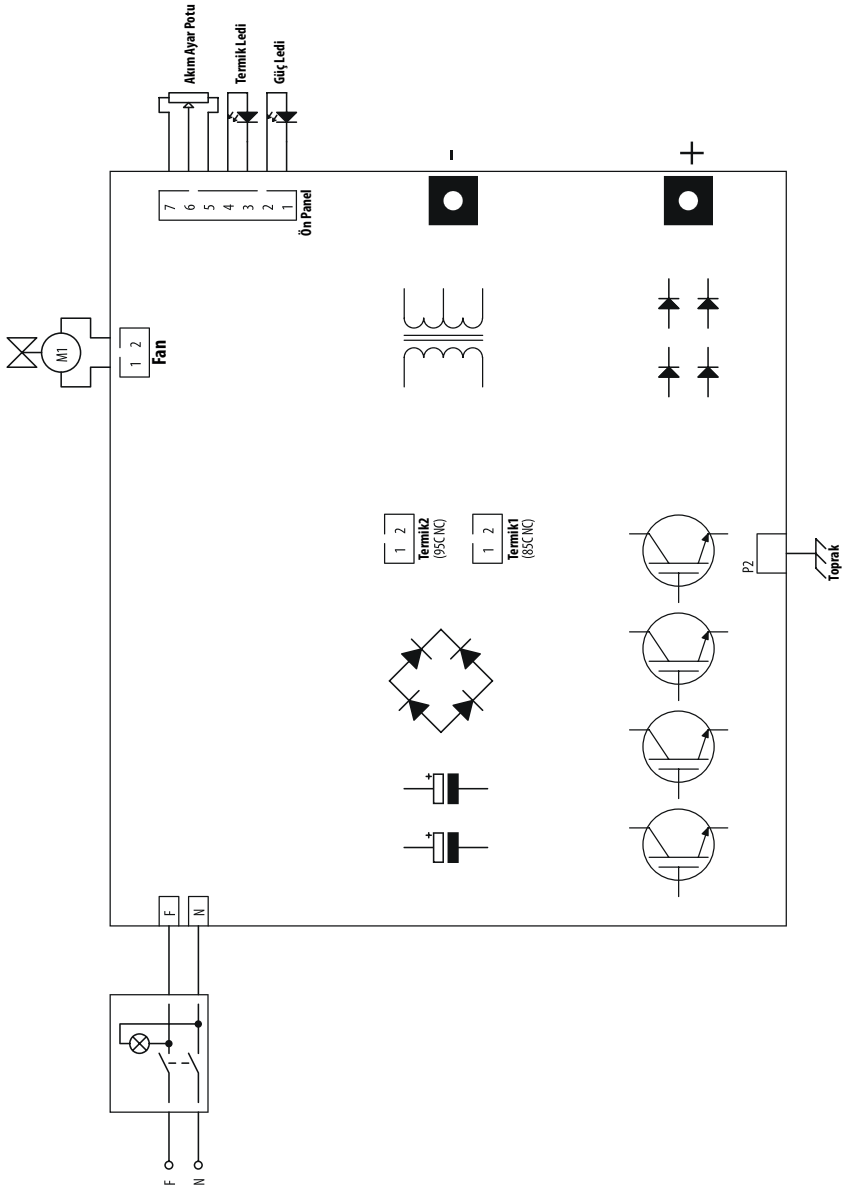 Akım Ayar Potu
Termik Ledi
Güç Ledi
7
6
5
4
3
2
1
Ön Panel
-
+
M1
1 2
Fan
1 2
Termik2
(95C NC)
1 2
Termik1
(85C NC)
P2
Toprak
F
N
F
N